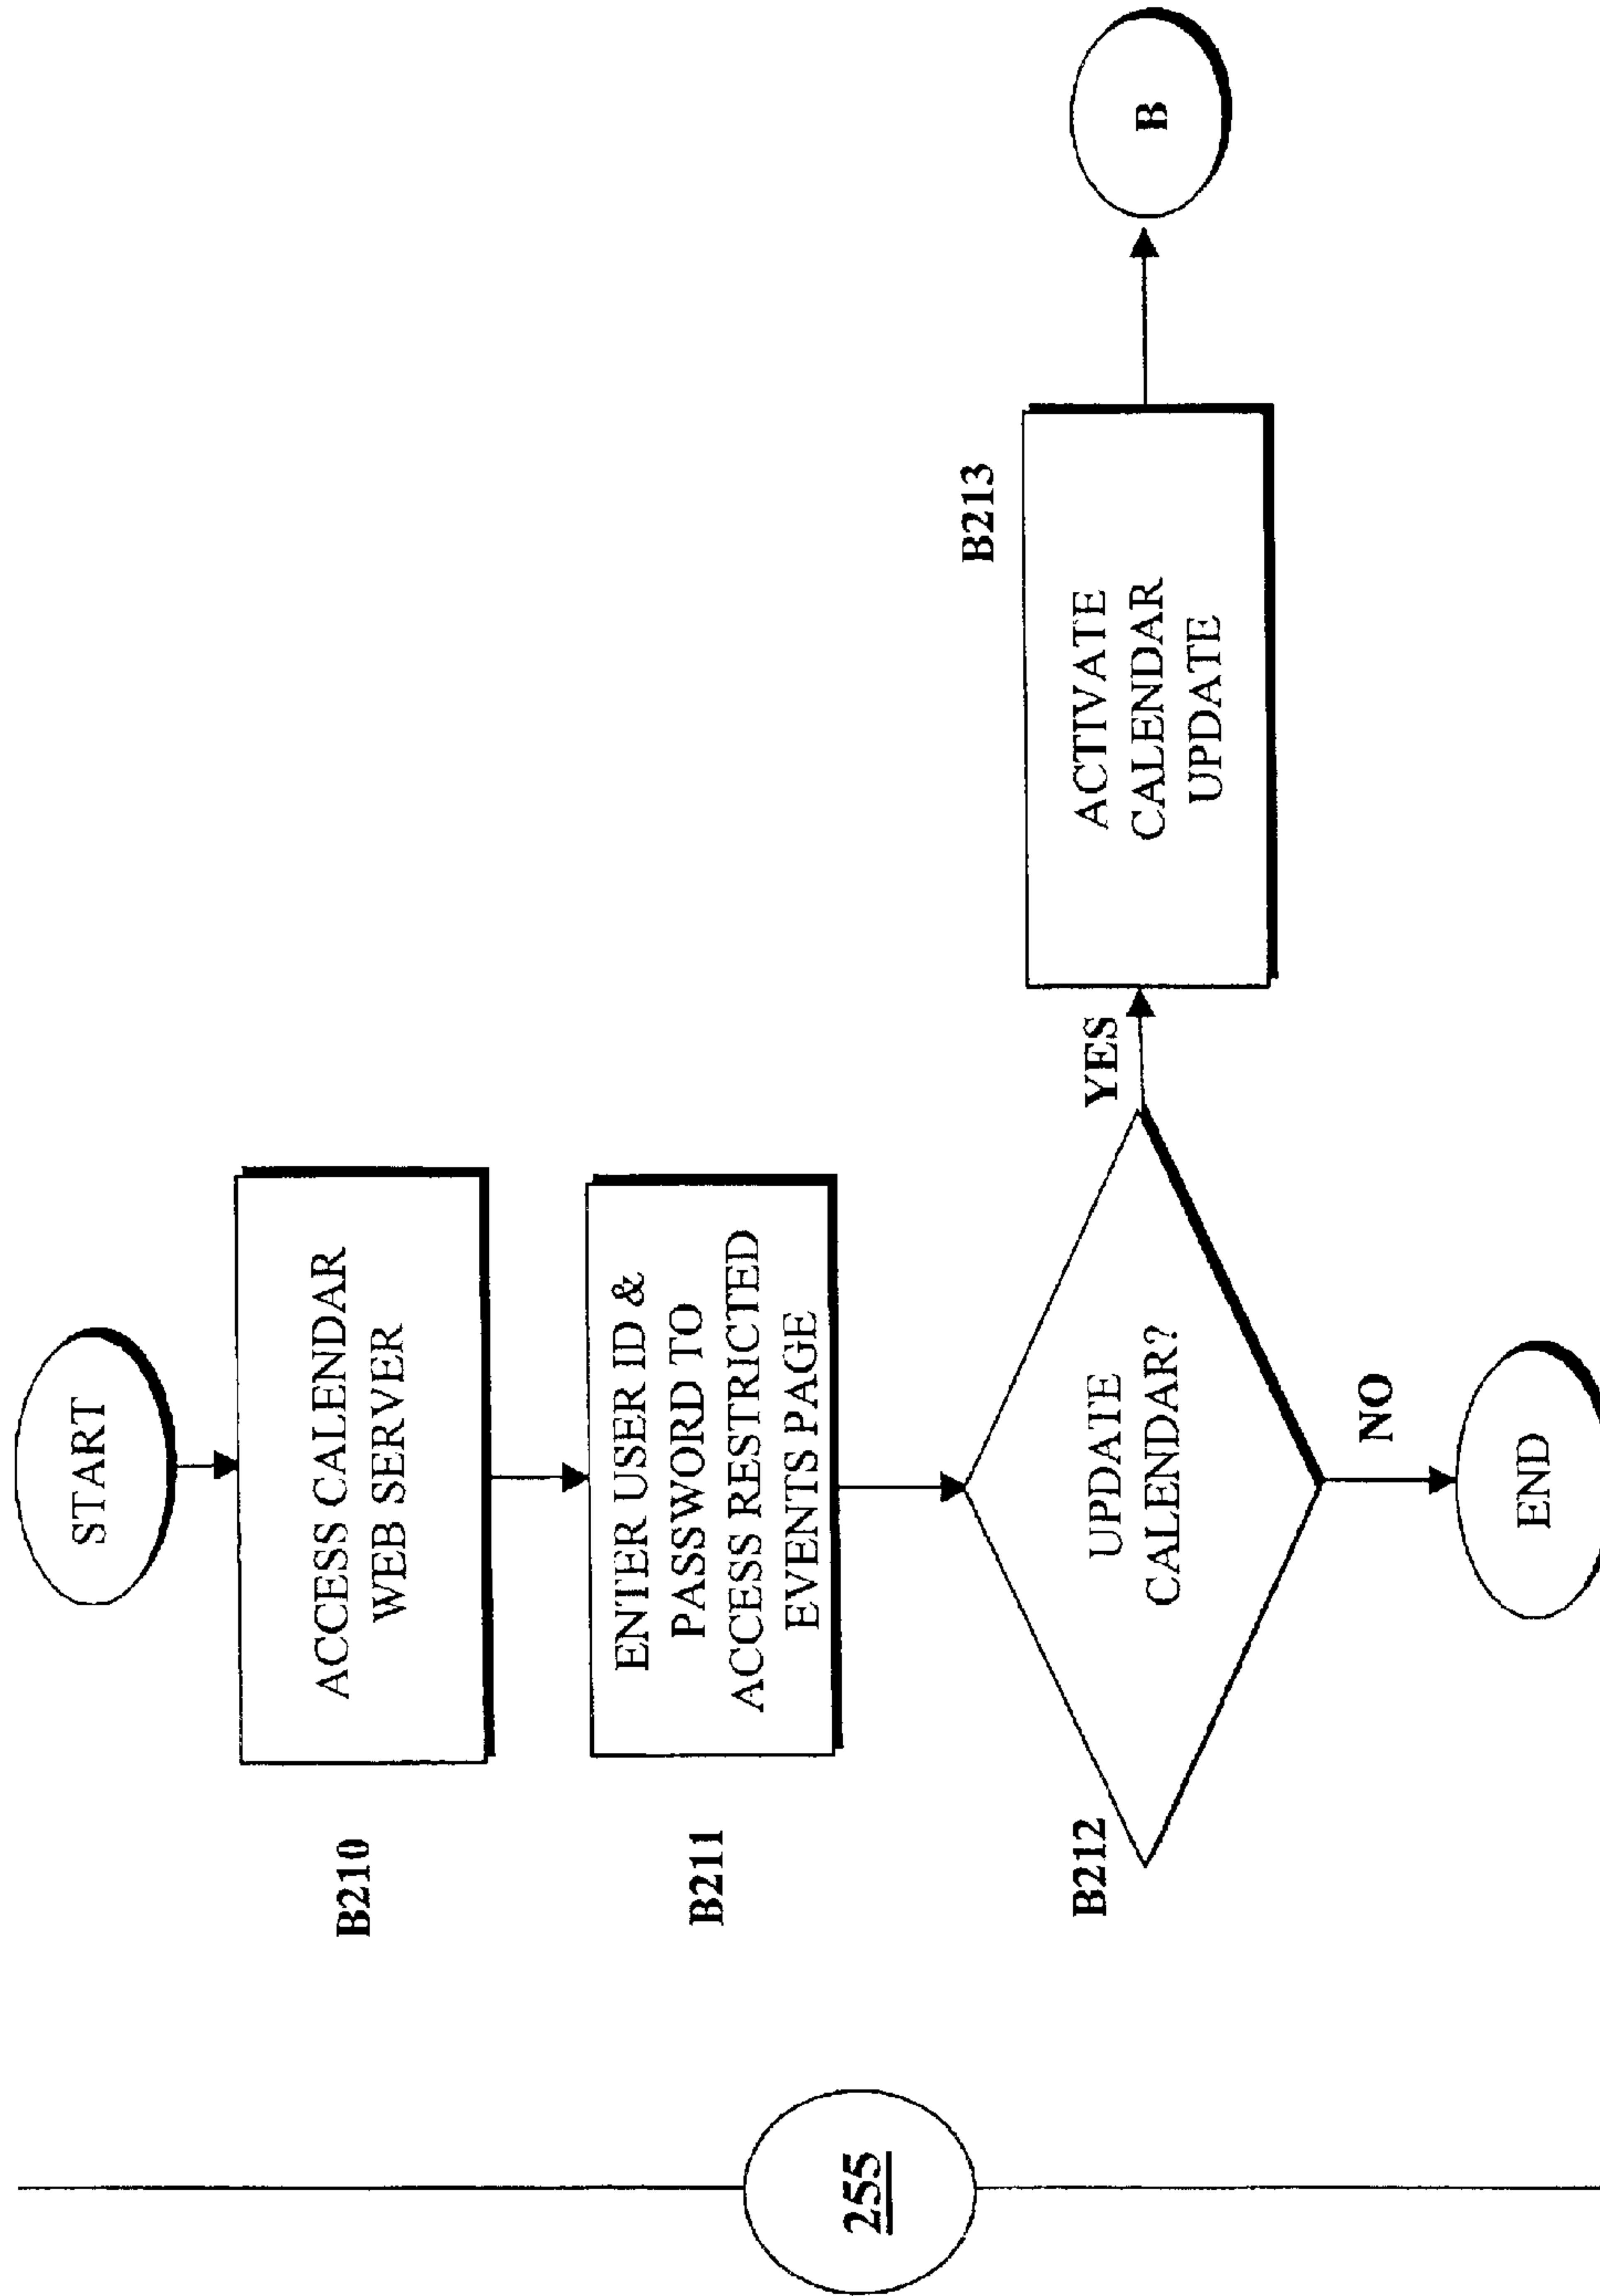 START
B210
ACCESS CALENDAR
WEB SERVER
B211
ENTER USER ID &
PASSWORD TO
ACCESS RESTRICTED
EVENTS PAGE
B212
UPDATE
CALENDAR?
YES
NO
B213
ACTIVATE
CALENDAR
UPDATE
B
END
255